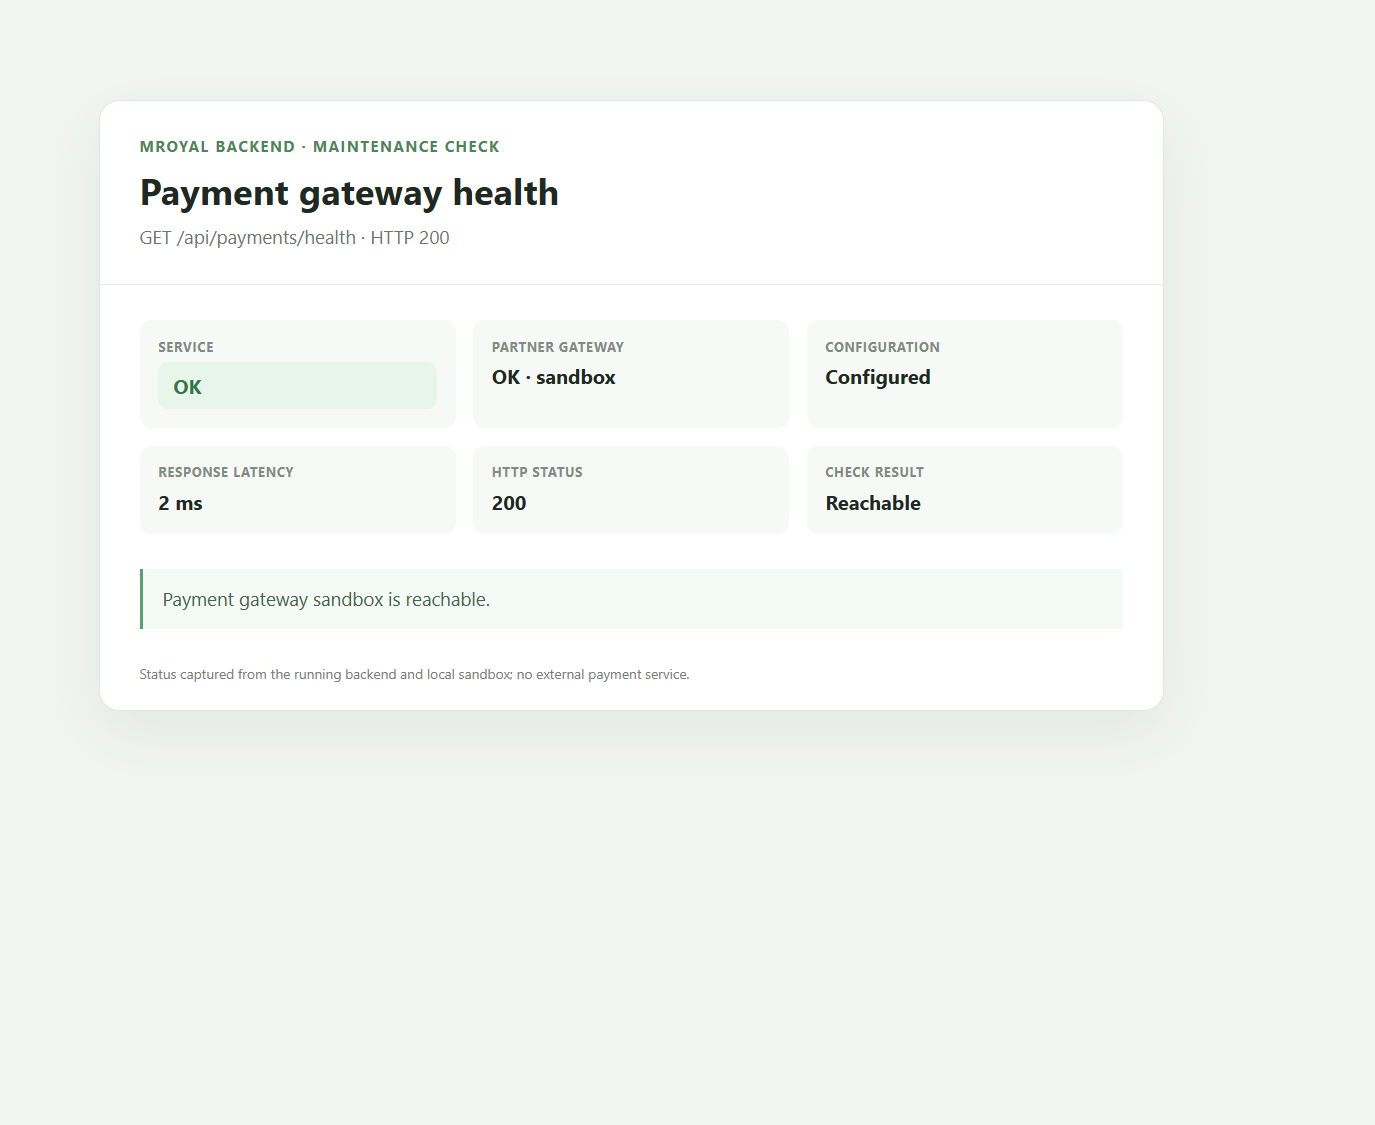 MROYAL BACKEND · MAINTENANCE CHECK
Payment gateway health
GET /api/payments/health · HTTP 200
SERVICE
OK
PARTNER GATEWAY
OK · sandbox
CONFIGURATION
Configured
RESPONSE LATENCY
2 ms
HTTP STATUS
200
CHECK RESULT
Reachable
Payment gateway sandbox is reachable.
Status captured from the running backend and local sandbox; no external payment service.